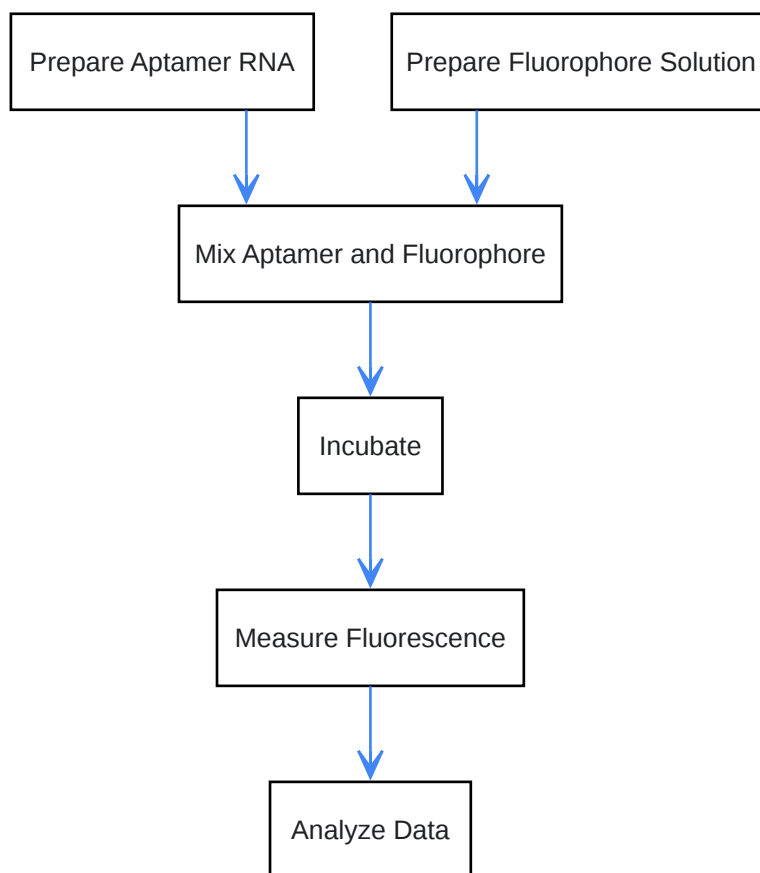 Prepare Aptamer RNA
Prepare Fluorophore Solution
Mix Aptamer and Fluorophore
Incubate
Measure Fluorescence
Analyze Data